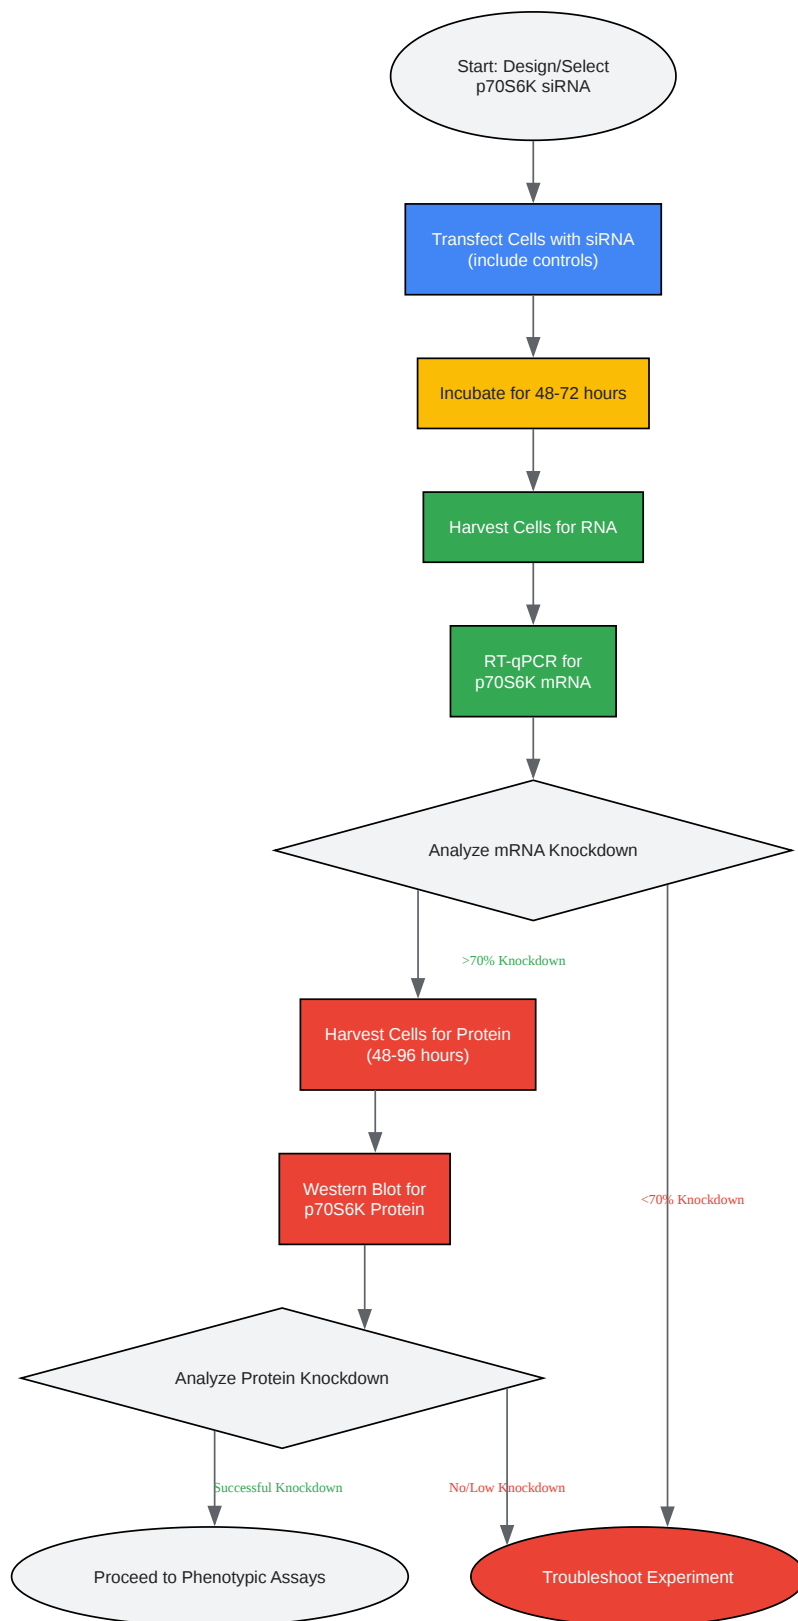 Start: Design/Select
p70S6K siRNA
Transfect Cells with siRNA
(include controls)
Incubate for 48-72 hours
Harvest Cells for RNA
RT-qPCR for
p70S6K mRNA
Analyze mRNA Knockdown
>70% Knockdown
Harvest Cells for Protein
(48-96 hours)
Western Blot for
p70S6K Protein
<70% Knockdown
Analyze Protein Knockdown
Successful Knockdown
No/Low Knockdown
Proceed to Phenotypic Assays
Troubleshoot Experiment